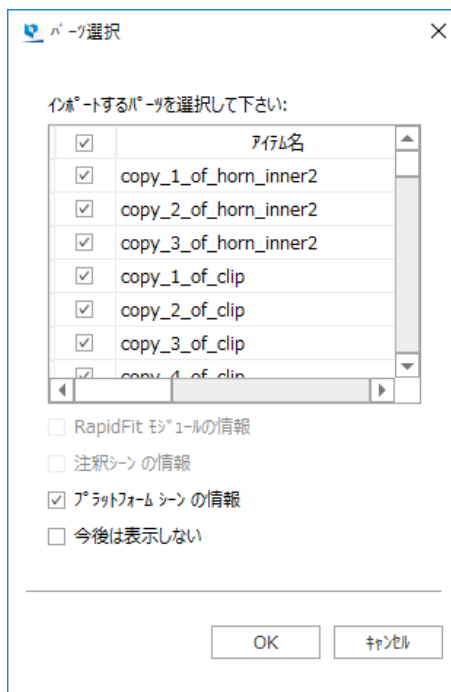 ﾊﾟｰﾂ選択
ｲﾝﾎﾟｰﾄするﾊﾟｰﾂを選択して下さい:
ｱｲﾃﾑ名
copy_1_of_horn_inner2
copy_2_of_horn_inner2
copy_3_of_horn_inner2
copy_1_of_clip
copy_2_of_clip
copy_3_of_clip
copy_4_of_clip
RapidFit ﾓｼﾞｭｰﾙの情報
注釈ｼｰﾝ の情報
ﾌﾟﾗｯﾄﾌｫｰﾑ ｼｰﾝ の情報
今後は表示しない
OK ｷｬﾝｾﾙ